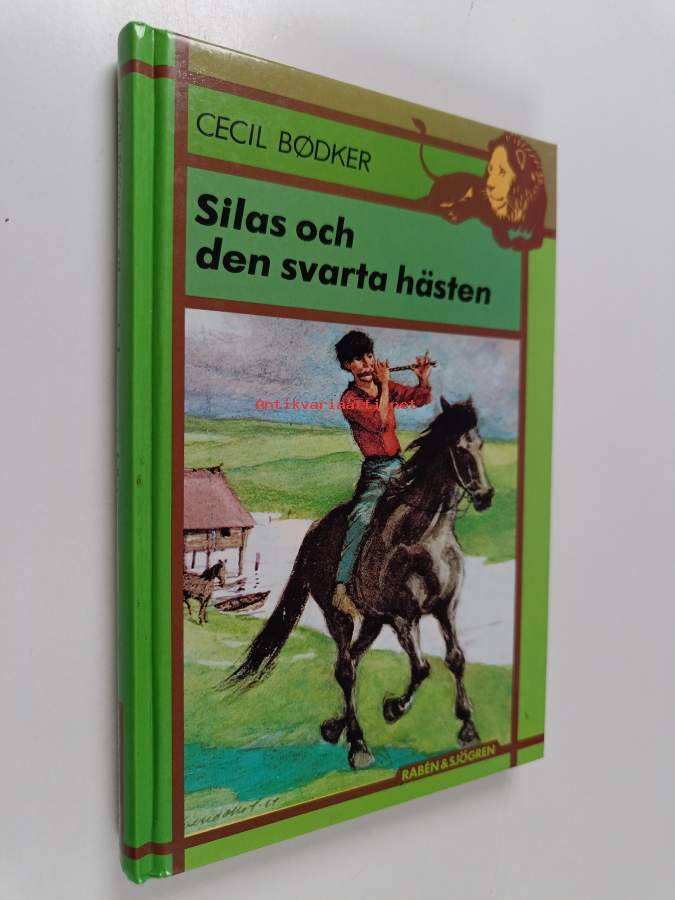 CECIL BØDKER
Silas och
den svarta hästen
Antikvariaatti.net
RABÉN & SJÖGREN